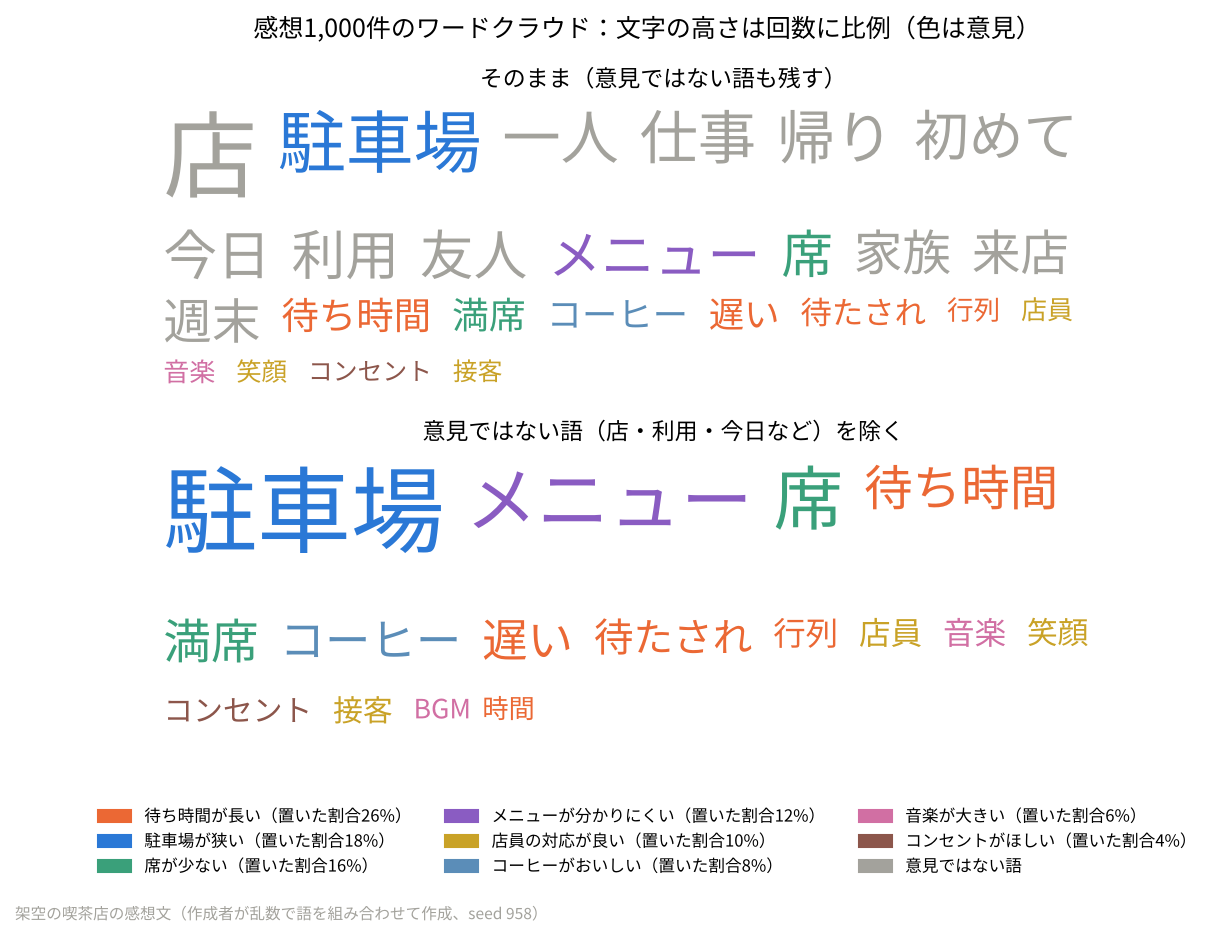 感想1,000件のワードクラウド：文字の高さは回数に比例（色は意見）
そのまま（意見ではない語も残す）
店 駐車場 一人 仕事 帰り 初めて
今日 利用 友人 メニュー 席 家族 来店
週末 待ち時間 満席 コーヒー 遅い 待たされ 行列 店員
音楽 笑顔 コンセント 接客
意見ではない語（店・利用・今日など）を除く
駐車場 メニュー 席 待ち時間
満席 コーヒー 遅い 待たされ 行列 店員 音楽 笑顔
コンセント 接客 BGM 時間
待ち時間が長い（置いた割合26%） メニューが分かりにくい（置いた割合12%） 音楽が大きい（置いた割合6%）
駐車場が狭い（置いた割合18%） 店員の対応が良い（置いた割合10%） コンセントがほしい（置いた割合4%）
席が少ない（置いた割合16%） コーヒーがおいしい（置いた割合8%） 意見ではない語
架空の喫茶店の感想文（作成者が乱数で語を組み合わせて作成、seed 958）